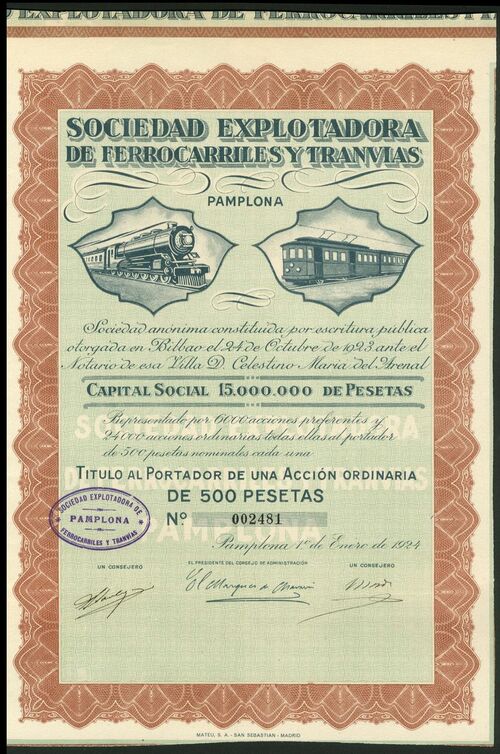 SOCIEDAD EXPLOTADORA
DE FERROCARRILES Y TRANVIAS
PAMPLONA
Sociedad anónima constituida por escritura pública
otorgada en Bilbao el 24 de Octubre de 1923 ante el
Notario de esa Villa D. Celestino María del Arenal
CAPITAL SOCIAL 15.000.000 DE PESETAS
Representado por 6000 acciones preferentes y
24000 acciones ordinarias todas ellas al portador
de 500 pesetas nominales cada una
TITULO AL PORTADOR DE UNA ACCIÓN ORDINARIA
DE 500 PESETAS
Nº 002481
SOCIEDAD EXPLOTADORA DE
PAMPLONA
FERROCARRILES Y TRANVIAS
Pamplona 1º de Enero de 1924
UN CONSEJERO
EL PRESIDENTE DEL CONSEJO DE ADMINISTRACIÓN
UN CONSEJERO
El Marques de
MATEU, S. A. - SAN SEBASTIAN - MADRID